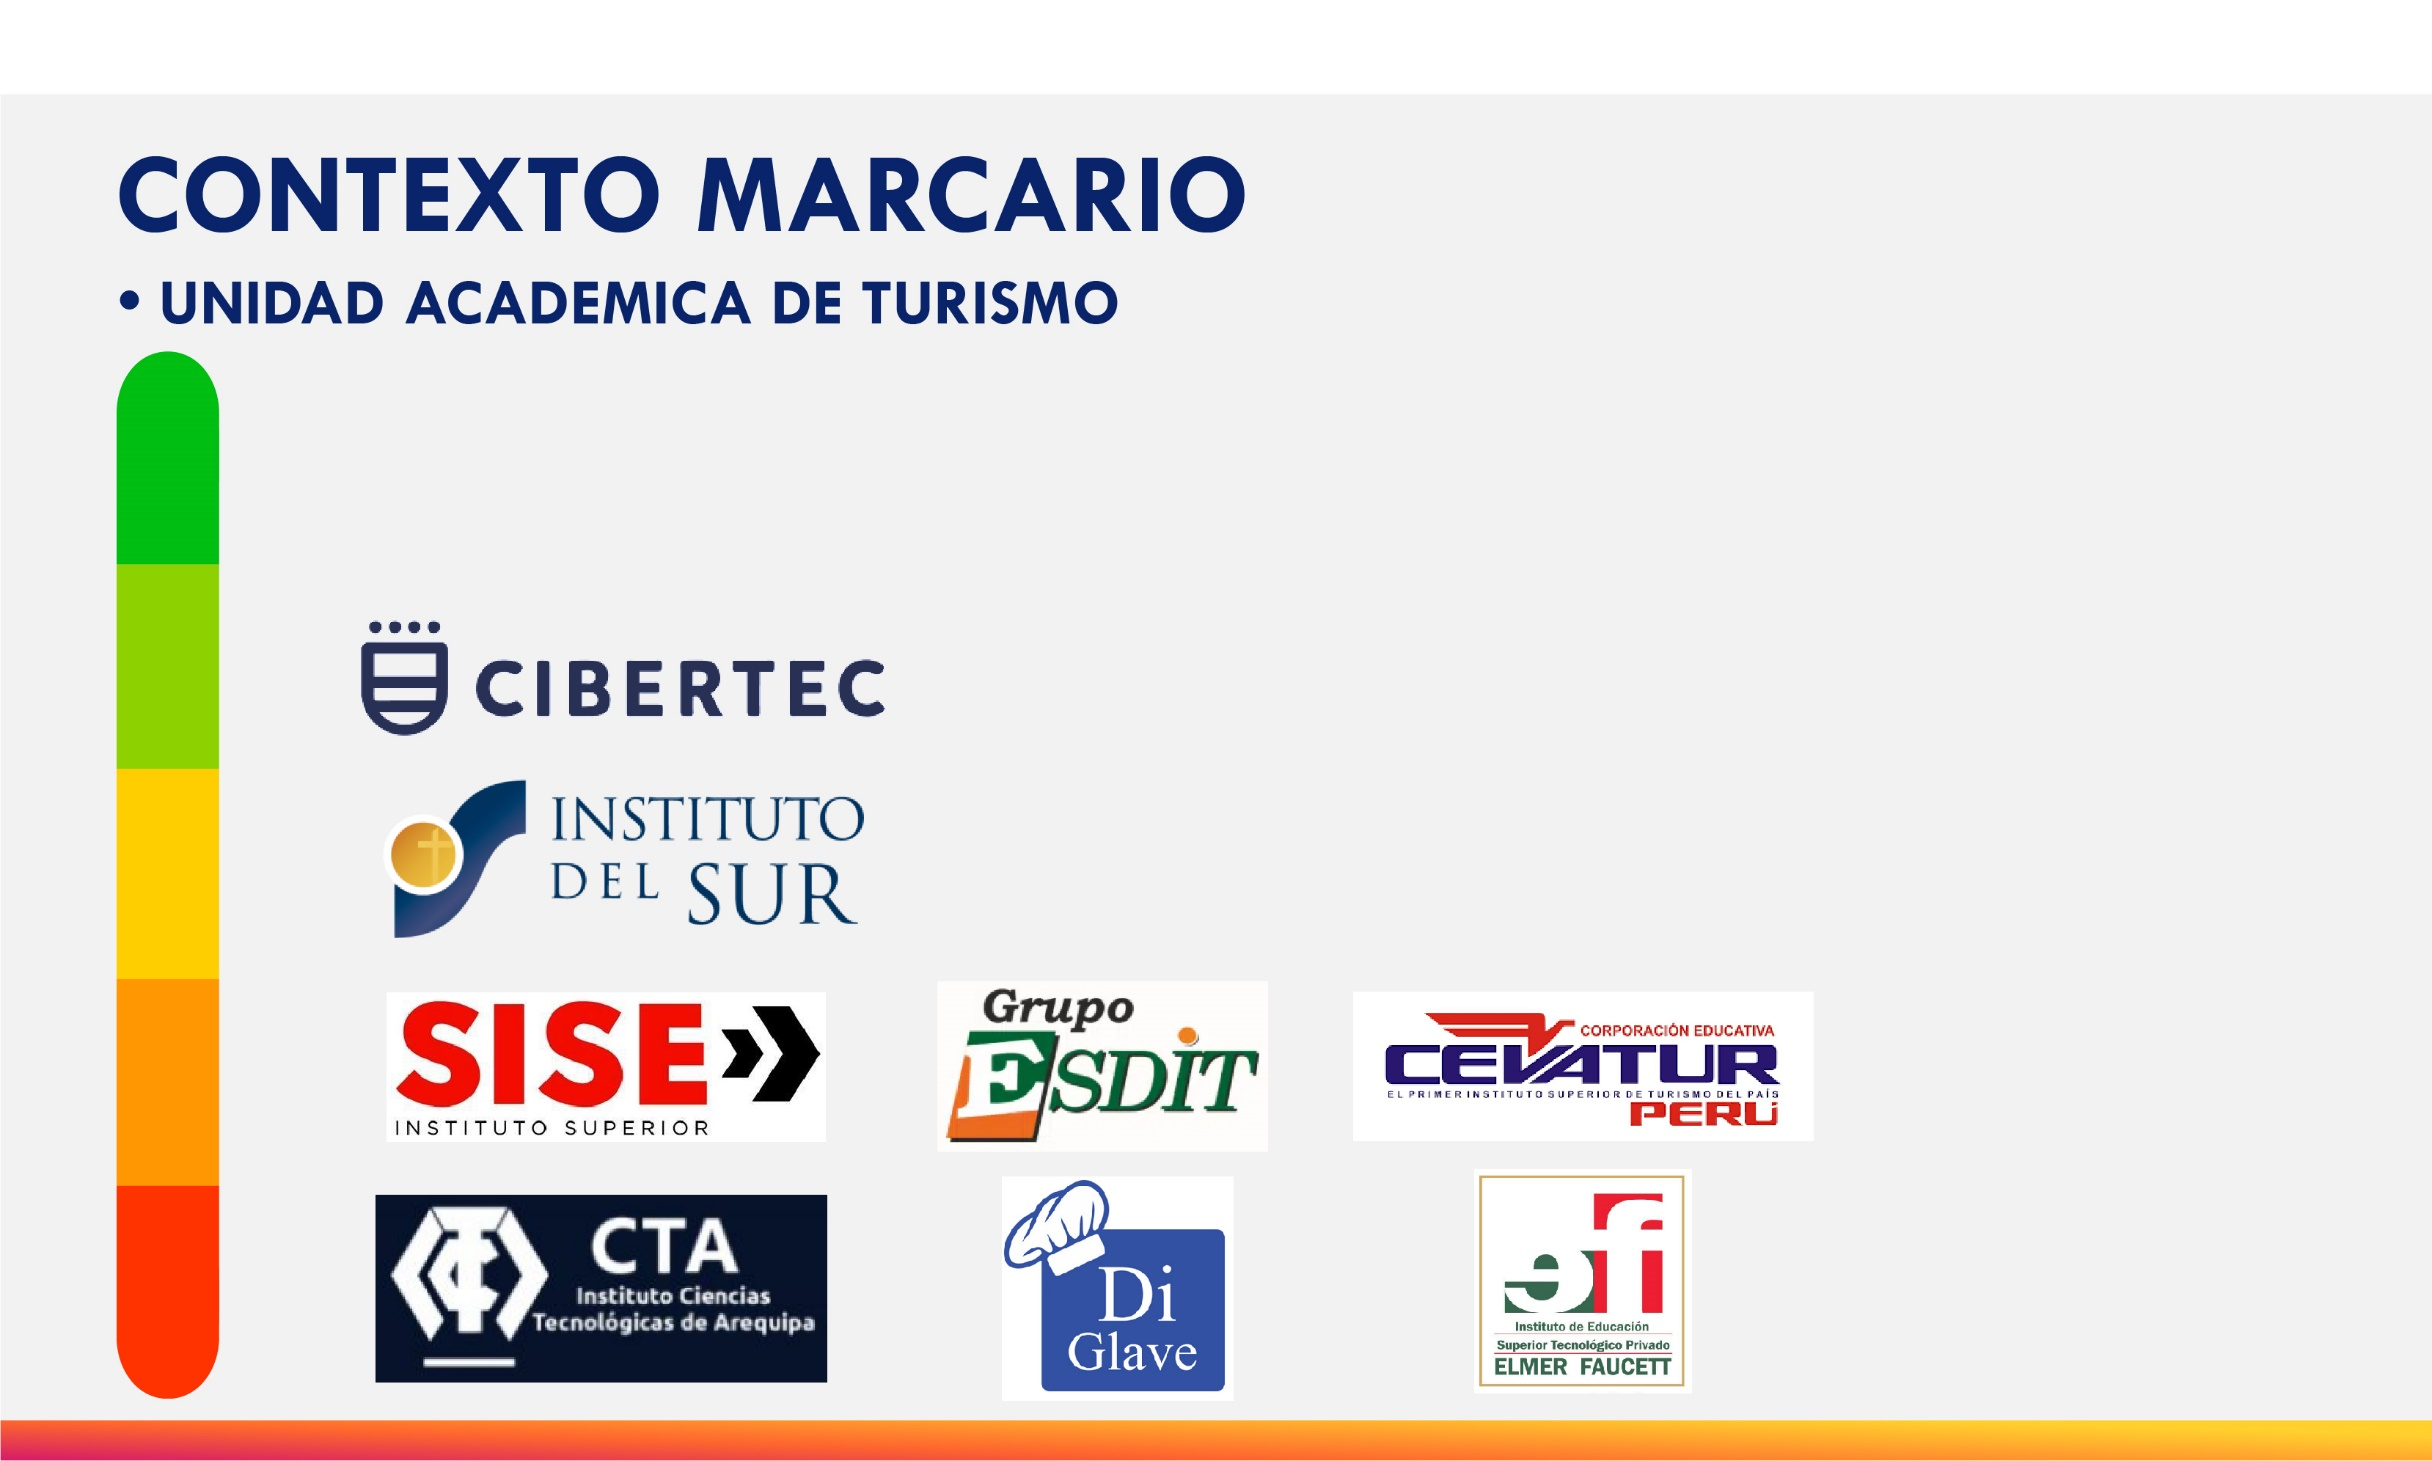 CONTEXTO MARCARIO
• UNIDAD ACADEMICA DE TURISMO
CIBERTEC
INSTITUTO
DEL SUR
SISE
INSTITUTO SUPERIOR
Grupo
ESDIT
CORPORACIÓN EDUCATIVA
CEVATUR
EL PRIMER INSTITUTO SUPERIOR DE TURISMO DEL PAÍS
PERÚ
CTA
Instituto Ciencias
Tecnológicas de Arequipa
Di
Glave
efi
Instituto de Educación
Superior Tecnológico Privado
ELMER FAUCETT